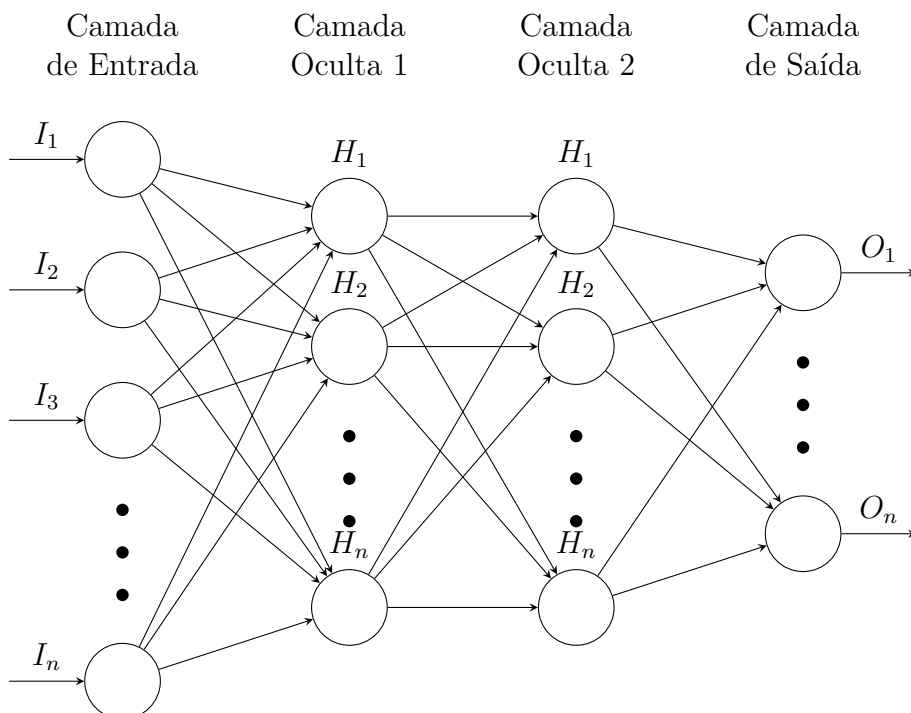 Camada
de Entrada
Camada
Oculta 1
Camada
Oculta 2
Camada
de Saída
I₁
I₂
I₃
Iₙ
H₁
H₂
Hₙ
H₁
H₂
Hₙ
O₁
Oₙ